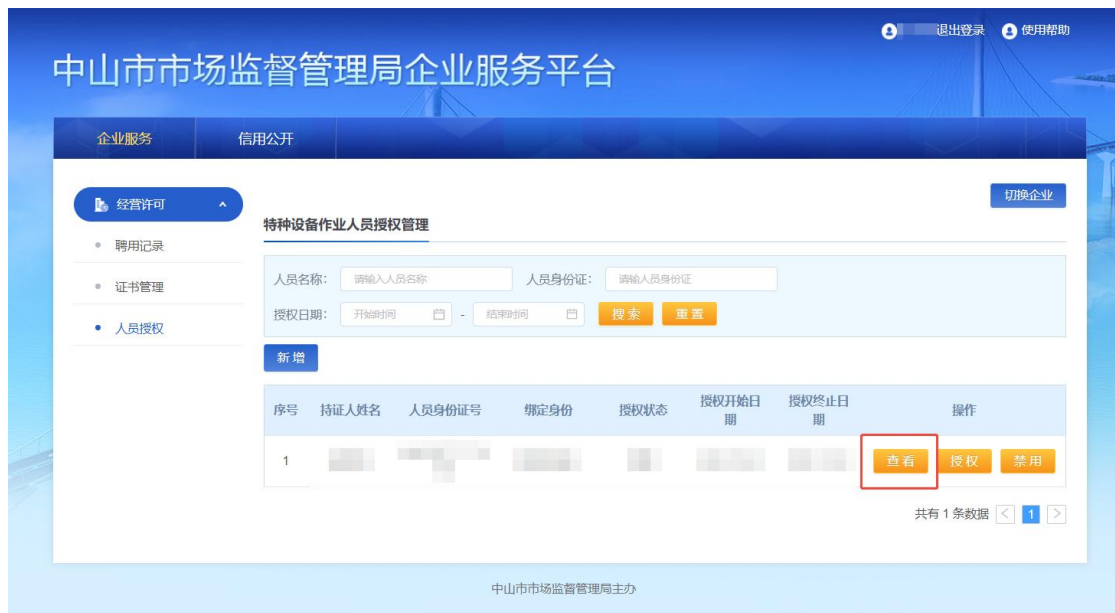 退出登录 使用帮助
中山市市场监督管理局企业服务平台
企业服务 信用公开
切换企业
经营许可
聘用记录
证书管理
人员授权
特种设备作业人员授权管理
人员名称： 请输入人员名称 人员身份证： 请输入员身份证
授权日期： 开始时间 - 结束时间 搜索 重置
新增
序号 持证人姓名 人员身份证号 绑定身份 授权状态 授权开始日期 授权终止日期 操作
1 查看 授权 禁用
共有 1 条数据 < 1 >
中山市市场监督管理局主办